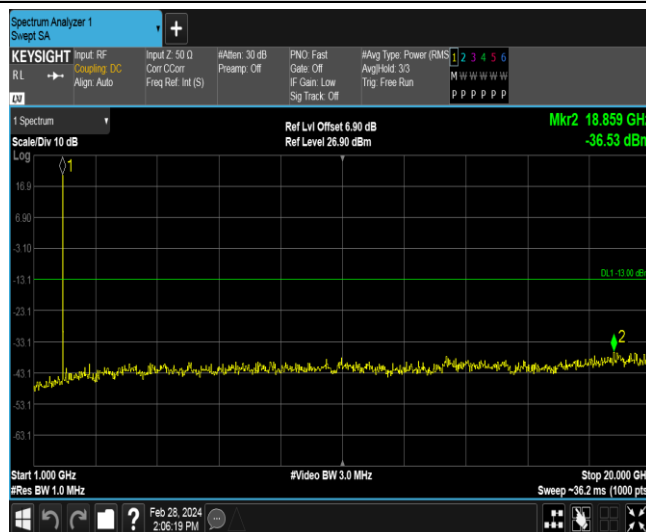 Spectrum Analyzer 1
Swept SA
+
KEYSIGHT Input: RF Input Z: 50 Ω #Atten: 30 dB PNO: Fast #Avg Type: Power (RMS 1 2 3 4 5 6
RL Coupling: DC Corr CCorr Preamp: Off Gate: Off Avg|Hold: 3/3 M W W W W W
Align: Auto Freq Ref: Int (S) IF Gain: Low Trig: Free Run
LXI Sig Track: Off P P P P P P
1 Spectrum Ref Lvl Offset 6.90 dB Mkr2 18.859 GHz
Scale/Div 10 dB Ref Level 26.90 dBm -36.53 dBm
Log
1
16.9
6.90
-3.10
-13.1 DL1 -13.00 dBm
-23.1
-33.1 2
-43.1
-53.1
-63.1
Start 1.000 GHz #Video BW 3.0 MHz Stop 20.000 GHz
#Res BW 1.0 MHz Sweep ~36.2 ms (1000 pts
? Feb 28, 2024
2:06:19 PM